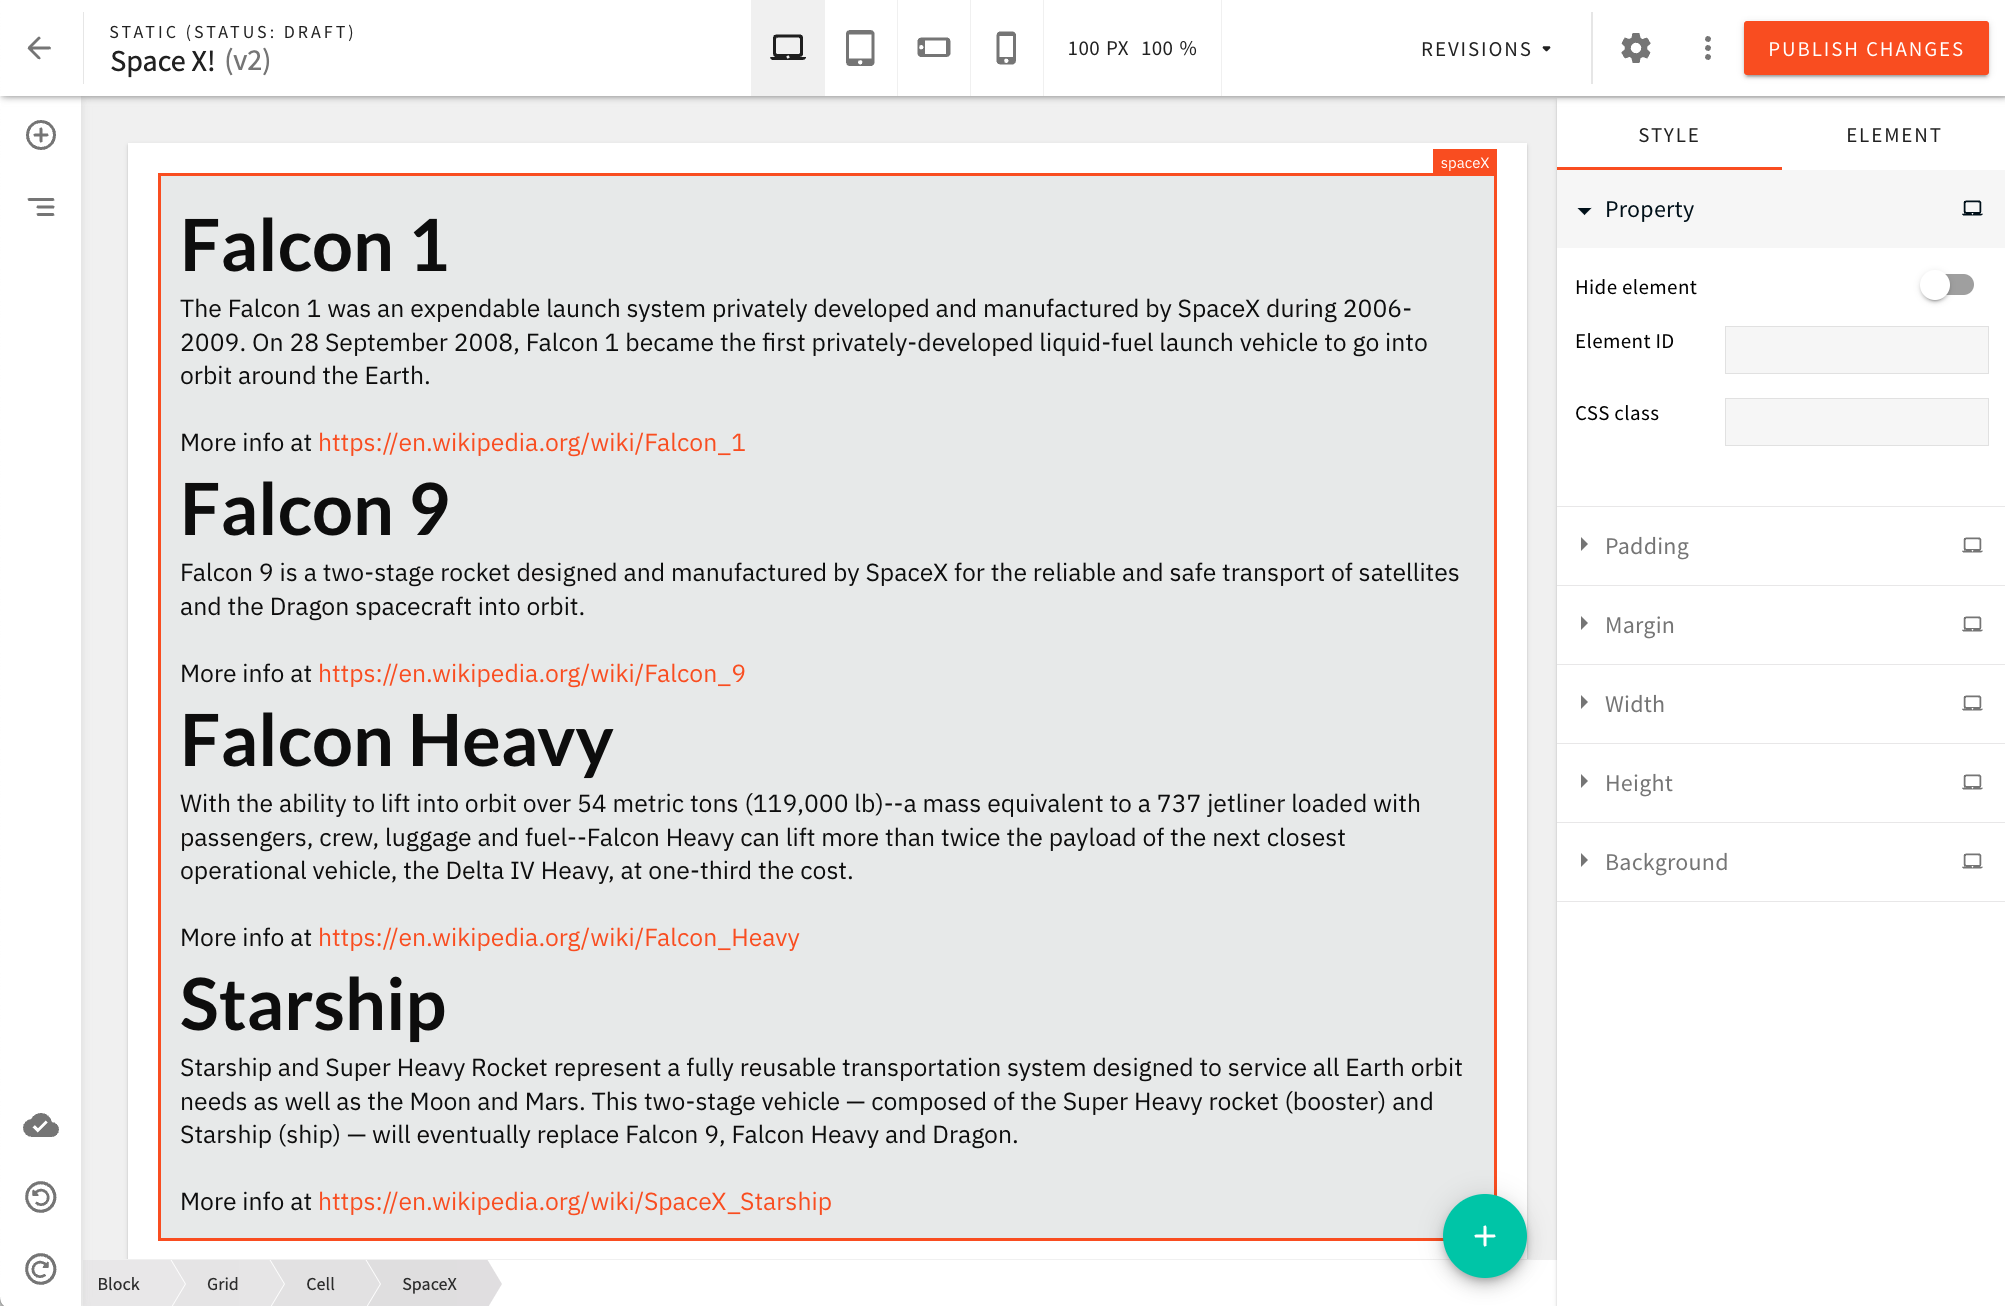 STATIC (STATUS: DRAFT)
Space X! (v2)
100 PX 100 %
REVISIONS
PUBLISH CHANGES
spaceX
Falcon 1
The Falcon 1 was an expendable launch system privately developed and manufactured by SpaceX during 2006-
2009. On 28 September 2008, Falcon 1 became the first privately-developed liquid-fuel launch vehicle to go into
orbit around the Earth.
More info at https://en.wikipedia.org/wiki/Falcon_1
Falcon 9
Falcon 9 is a two-stage rocket designed and manufactured by SpaceX for the reliable and safe transport of satellites
and the Dragon spacecraft into orbit.
More info at https://en.wikipedia.org/wiki/Falcon_9
Falcon Heavy
With the ability to lift into orbit over 54 metric tons (119,000 lb)--a mass equivalent to a 737 jetliner loaded with
passengers, crew, luggage and fuel--Falcon Heavy can lift more than twice the payload of the next closest
operational vehicle, the Delta IV Heavy, at one-third the cost.
More info at https://en.wikipedia.org/wiki/Falcon_Heavy
Starship
Starship and Super Heavy Rocket represent a fully reusable transportation system designed to service all Earth orbit
needs as well as the Moon and Mars. This two-stage vehicle — composed of the Super Heavy rocket (booster) and
Starship (ship) — will eventually replace Falcon 9, Falcon Heavy and Dragon.
More info at https://en.wikipedia.org/wiki/SpaceX_Starship
Block
Grid
Cell
SpaceX
STYLE
ELEMENT
Property
Hide element
Element ID
CSS class
Padding
Margin
Width
Height
Background